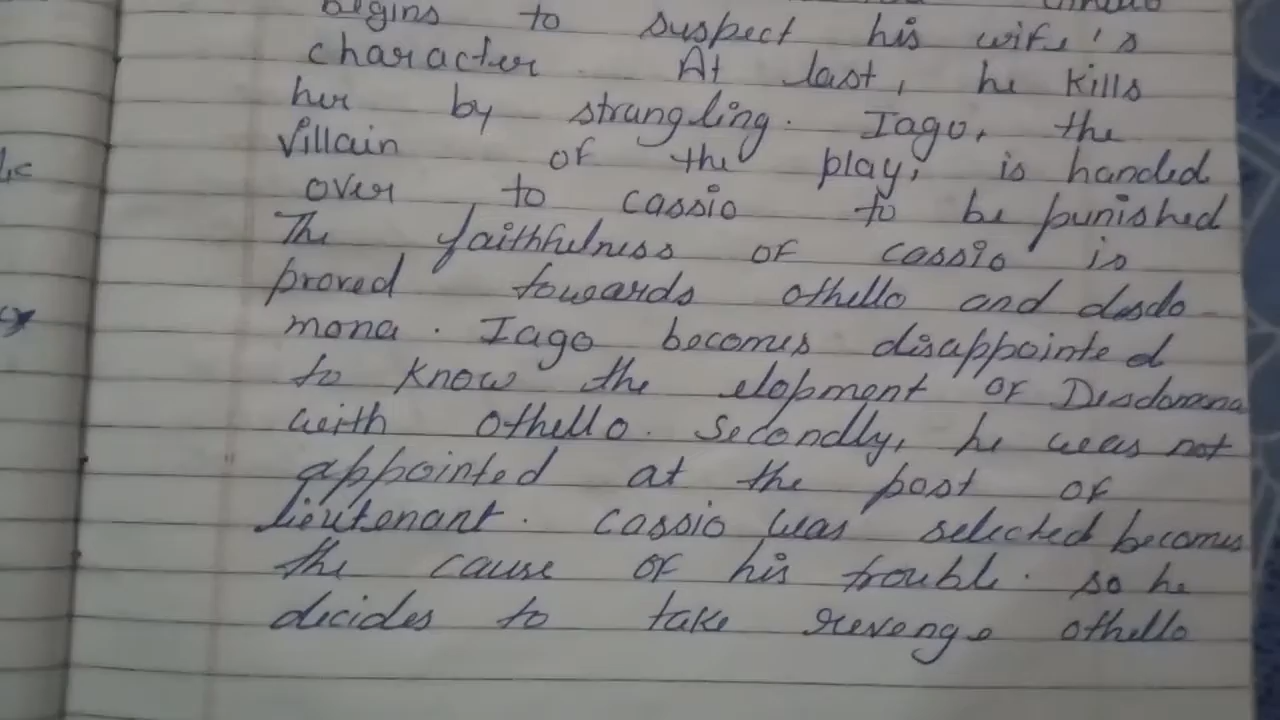 begins to suspect his wife's
character. At last, he kills
her by strangling. Iago, the
villain of the play, is handed
over to cassio to be punished
The faithfulness of cassio is
proved towards othello and desdo
mona. Iago becomes disappointed
to know the elopment of Desdomona
with othello. Secondly, he was not
appointed at the post of
lieutenant. cassio was selected becomes
the cause of his trouble. so he
decides to take revenge othello